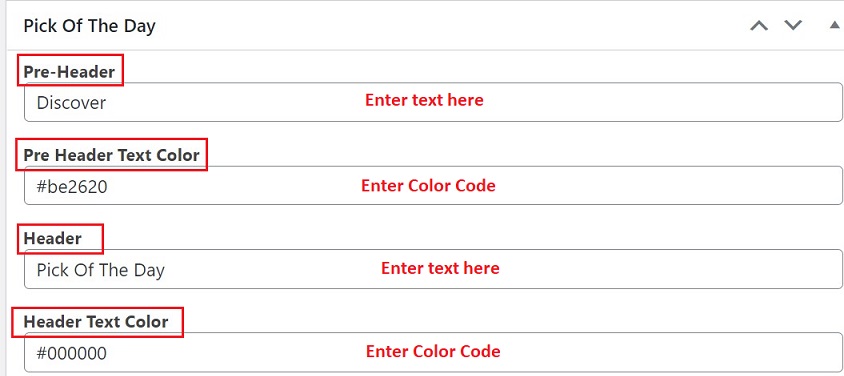 Pick Of The Day
Pre-Header
Discover Enter text here
Pre Header Text Color
#be2620 Enter Color Code
Header
Pick Of The Day Enter text here
Header Text Color
#000000 Enter Color Code